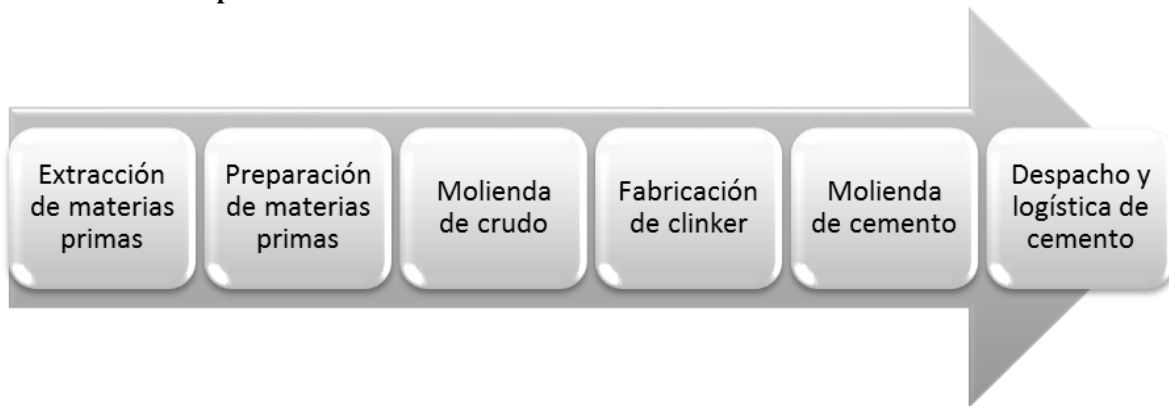 Extracción
de materias
primas
Preparación
de materias
primas
Molienda
de crudo
Fabricación
de clinker
Molienda
de cemento
Despacho y
logística de
cemento